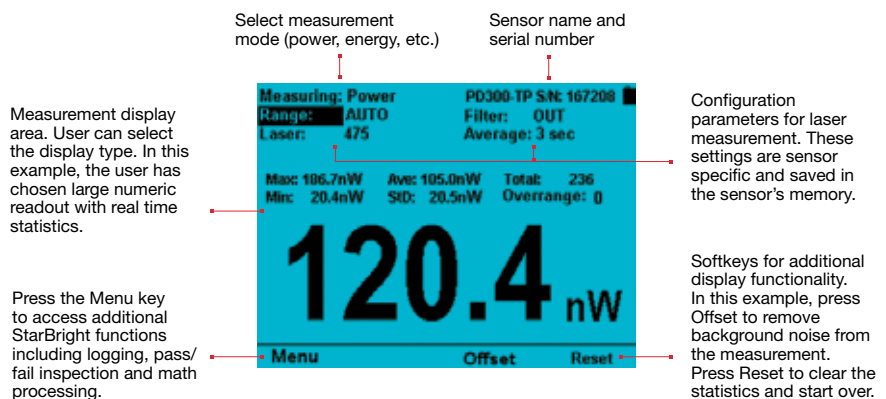 Select measurement
mode (power, energy, etc.)
Sensor name and
serial number
Measurement display
area. User can select
the display type. In this
example, the user has
chosen large numeric
readout with real time
statistics.
Press the Menu key
to access additional
StarBright functions
including logging, pass/
fail inspection and math
processing.
Measuring: Power PD300-TP S/N: 167208
Range: AUTO Filter: OUT
Laser: 475 Average: 3 sec
Max: 186.7nW Ave: 105.0nW Total: 236
Min: 20.4nW StD: 20.5nW Overrange: 0
120.4 nW
Menu Offset Reset
Configuration
parameters for laser
measurement. These
settings are sensor
specific and saved in
the sensor's memory.
Softkeys for additional
display functionality.
In this example, press
Offset to remove
background noise from
the measurement.
Press Reset to clear the
statistics and start over.